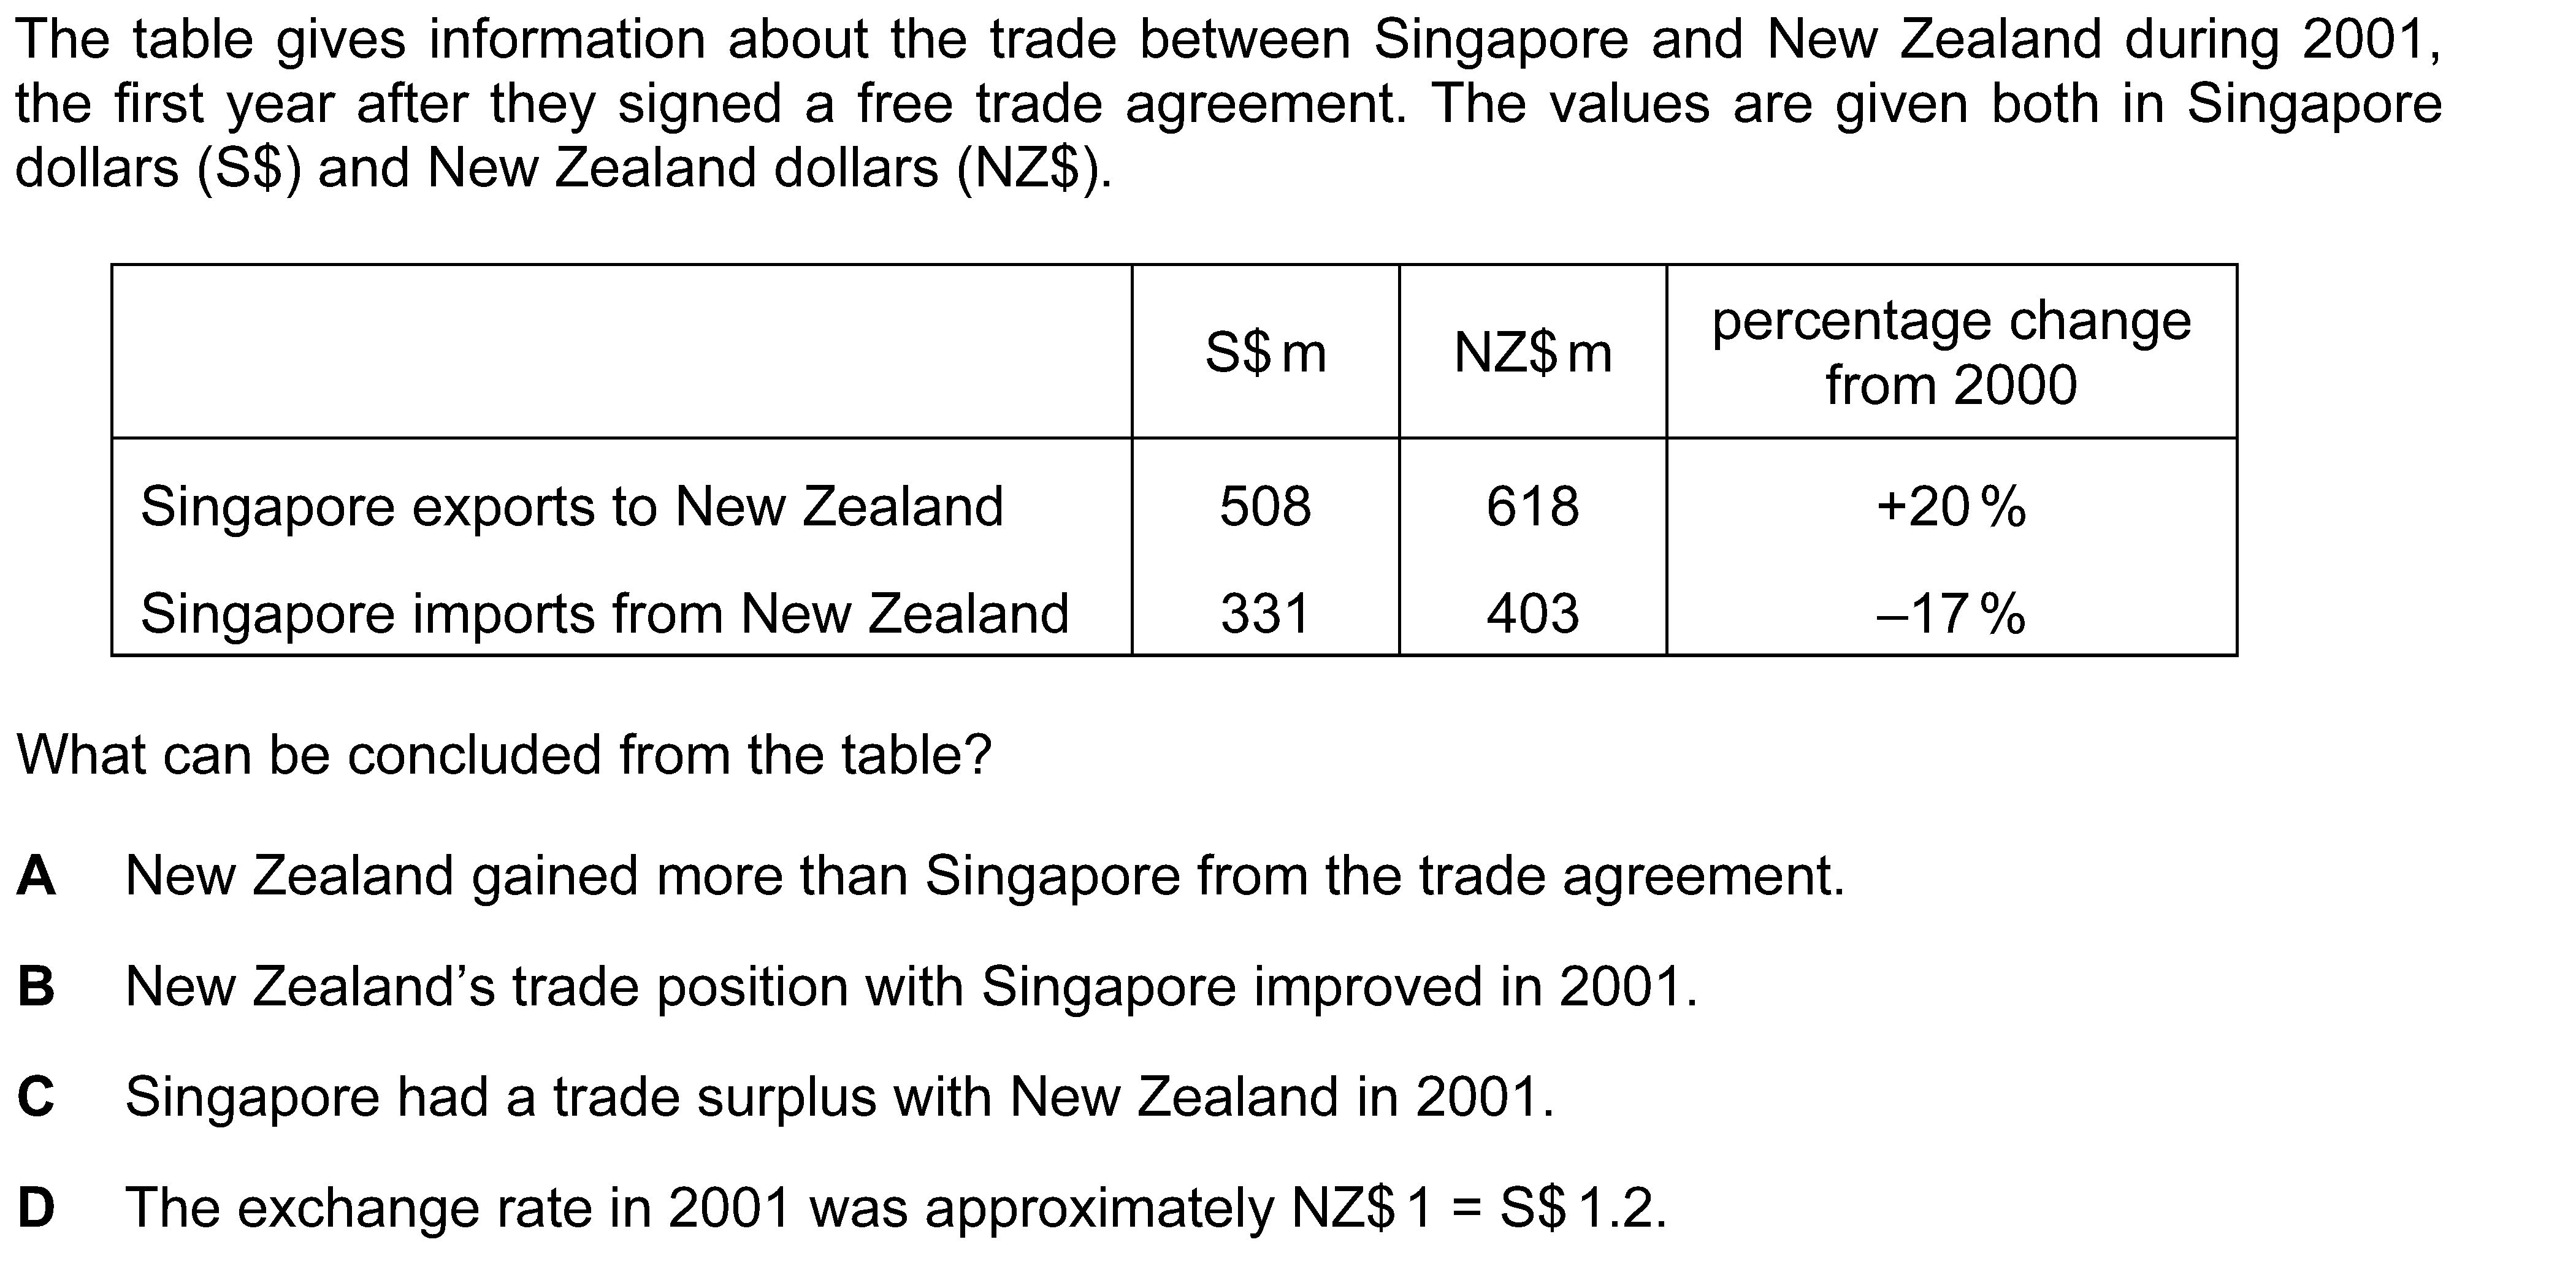 The table gives information about the trade between Singapore and New Zealand during 2001,
the first year after they signed a free trade agreement. The values are given both in Singapore
dollars (S$) and New Zealand dollars (NZ$).
S$ m NZ$ m percentage change
from 2000
Singapore exports to New Zealand 508 618 +20 %
Singapore imports from New Zealand 331 403 –17 %
What can be concluded from the table?
A New Zealand gained more than Singapore from the trade agreement.
B New Zealand’s trade position with Singapore improved in 2001.
C Singapore had a trade surplus with New Zealand in 2001.
D The exchange rate in 2001 was approximately NZ$ 1 = S$ 1.2.